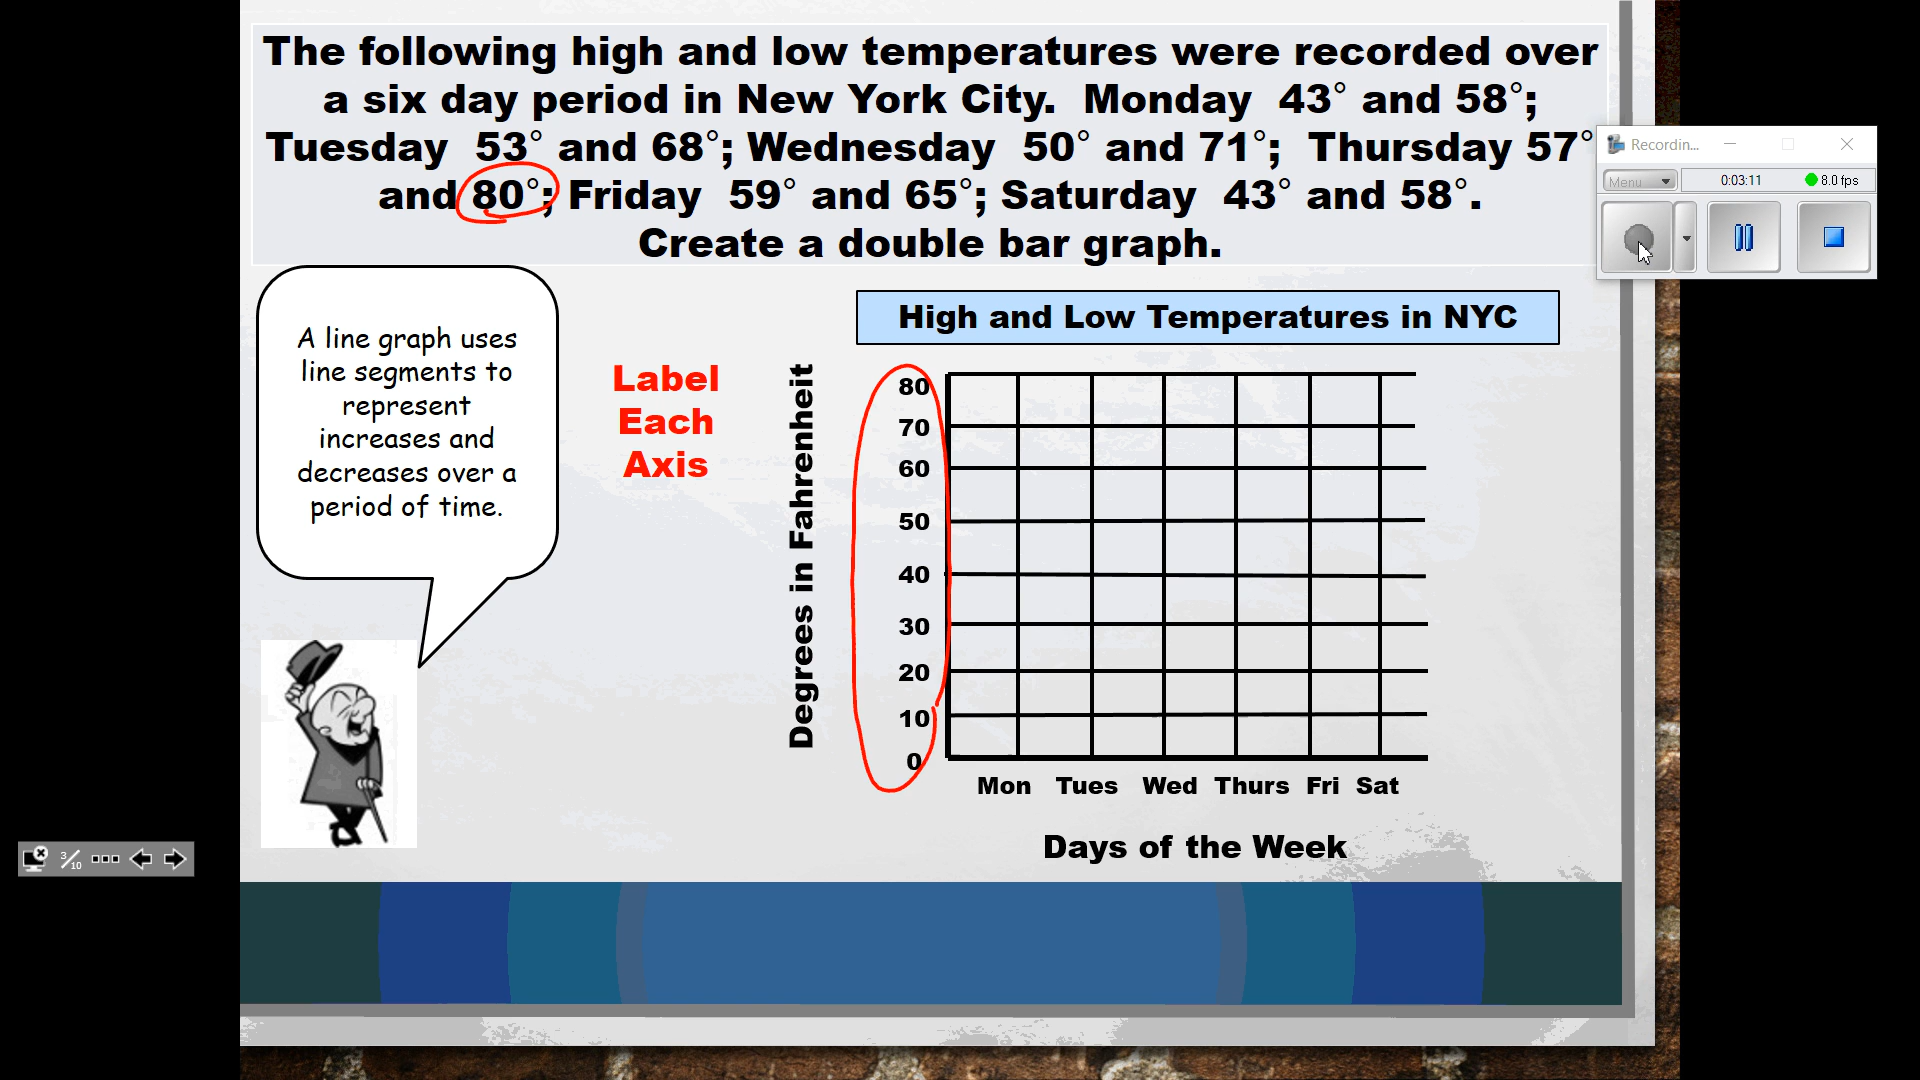 The following high and low temperatures were recorded over
a six day period in New York City.  Monday  43° and 58°;
Tuesday  53° and 68°; Wednesday  50° and 71°;  Thursday 57°
and 80°; Friday  59° and 65°; Saturday  43° and 58°.
Create a double bar graph.
Recordin...
Menu
0:03:11
8.0 fps
A line graph uses
line segments to
represent
increases and
decreases over a
period of time.
Label
Each
Axis
High and Low Temperatures in NYC
Degrees in Fahrenheit
80
70
60
50
40
30
20
10
0
Mon Tues Wed Thurs Fri Sat
Days of the Week
3/10